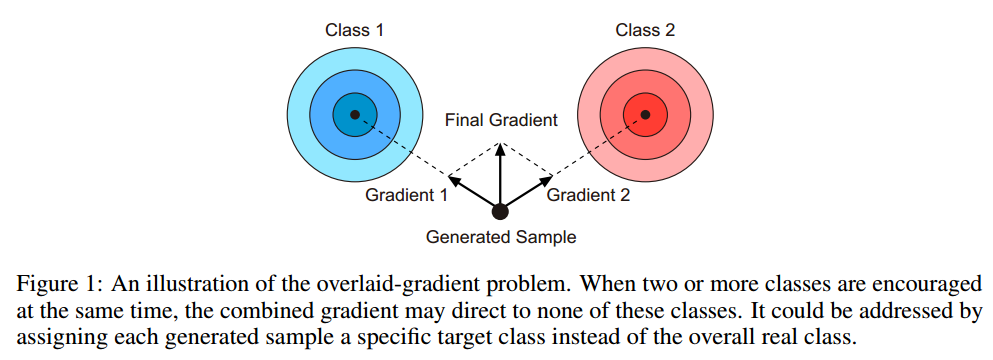 Class 1
Class 2
Final Gradient
Gradient 1
Gradient 2
Generated Sample
Figure 1: An illustration of the overlaid-gradient problem. When two or more classes are encouraged
at the same time, the combined gradient may direct to none of these classes. It could be addressed by
assigning each generated sample a specific target class instead of the overall real class.